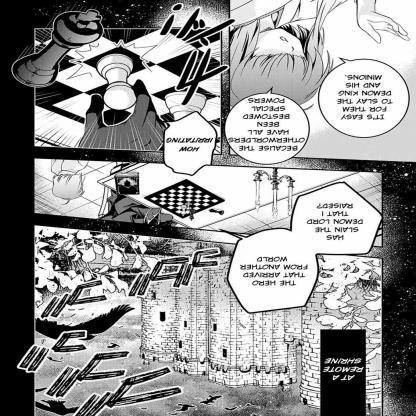 AT A
REMOTE
SHRINE
THE HERO
THAT ARRIVED
FROM ANOTHER
WORLD
HAS
SLAIN THE
DEMON LORD
THAT I
RAISED?
HOW
IRRITATING
BECAUSE THE
OTHERWORLDERS
HAVE ALL
BEEN
BESTOWED
SPECIAL
POWERS
IT'S EASY
FOR THEM
TO SLAY THE
DEMON KING
AND HIS
MINIONS.